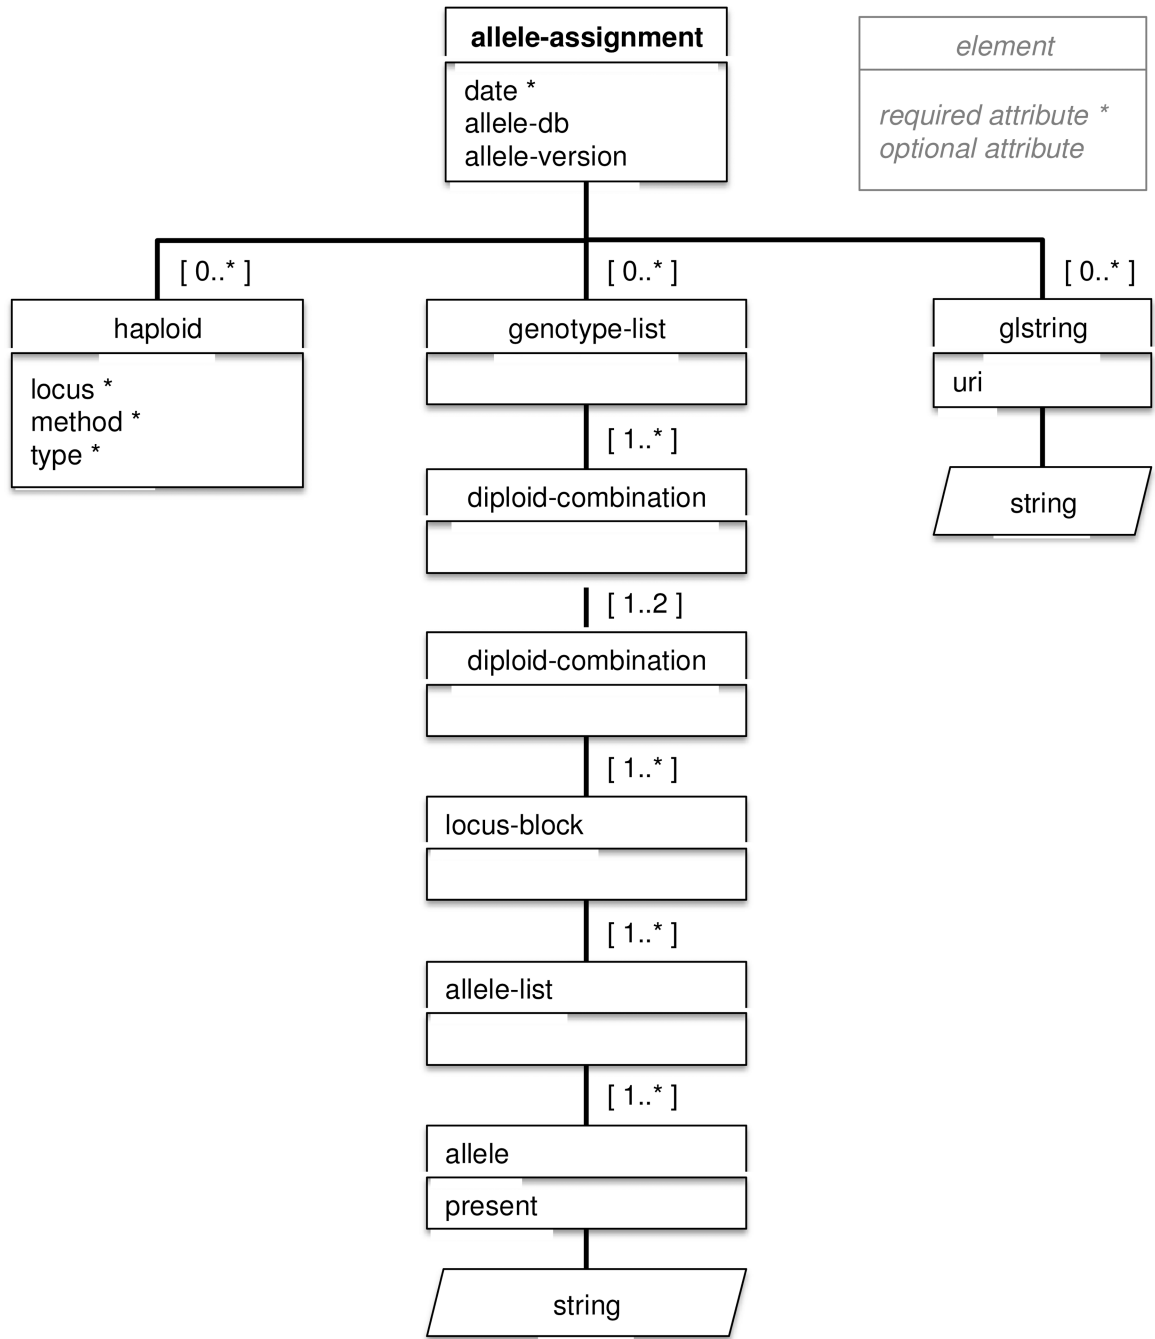 allele-assignment
date *
allele-db
allele-version
element
required attribute *
optional attribute
[ 0..* ]
[ 0..* ]
[ 0..* ]
haploid
locus *
method *
type *
genotype-list
glstring
uri
string
[ 1..* ]
diploid-combination
[ 1..2 ]
diploid-combination
[ 1..* ]
locus-block
[ 1..* ]
allele-list
[ 1..* ]
allele
present
string